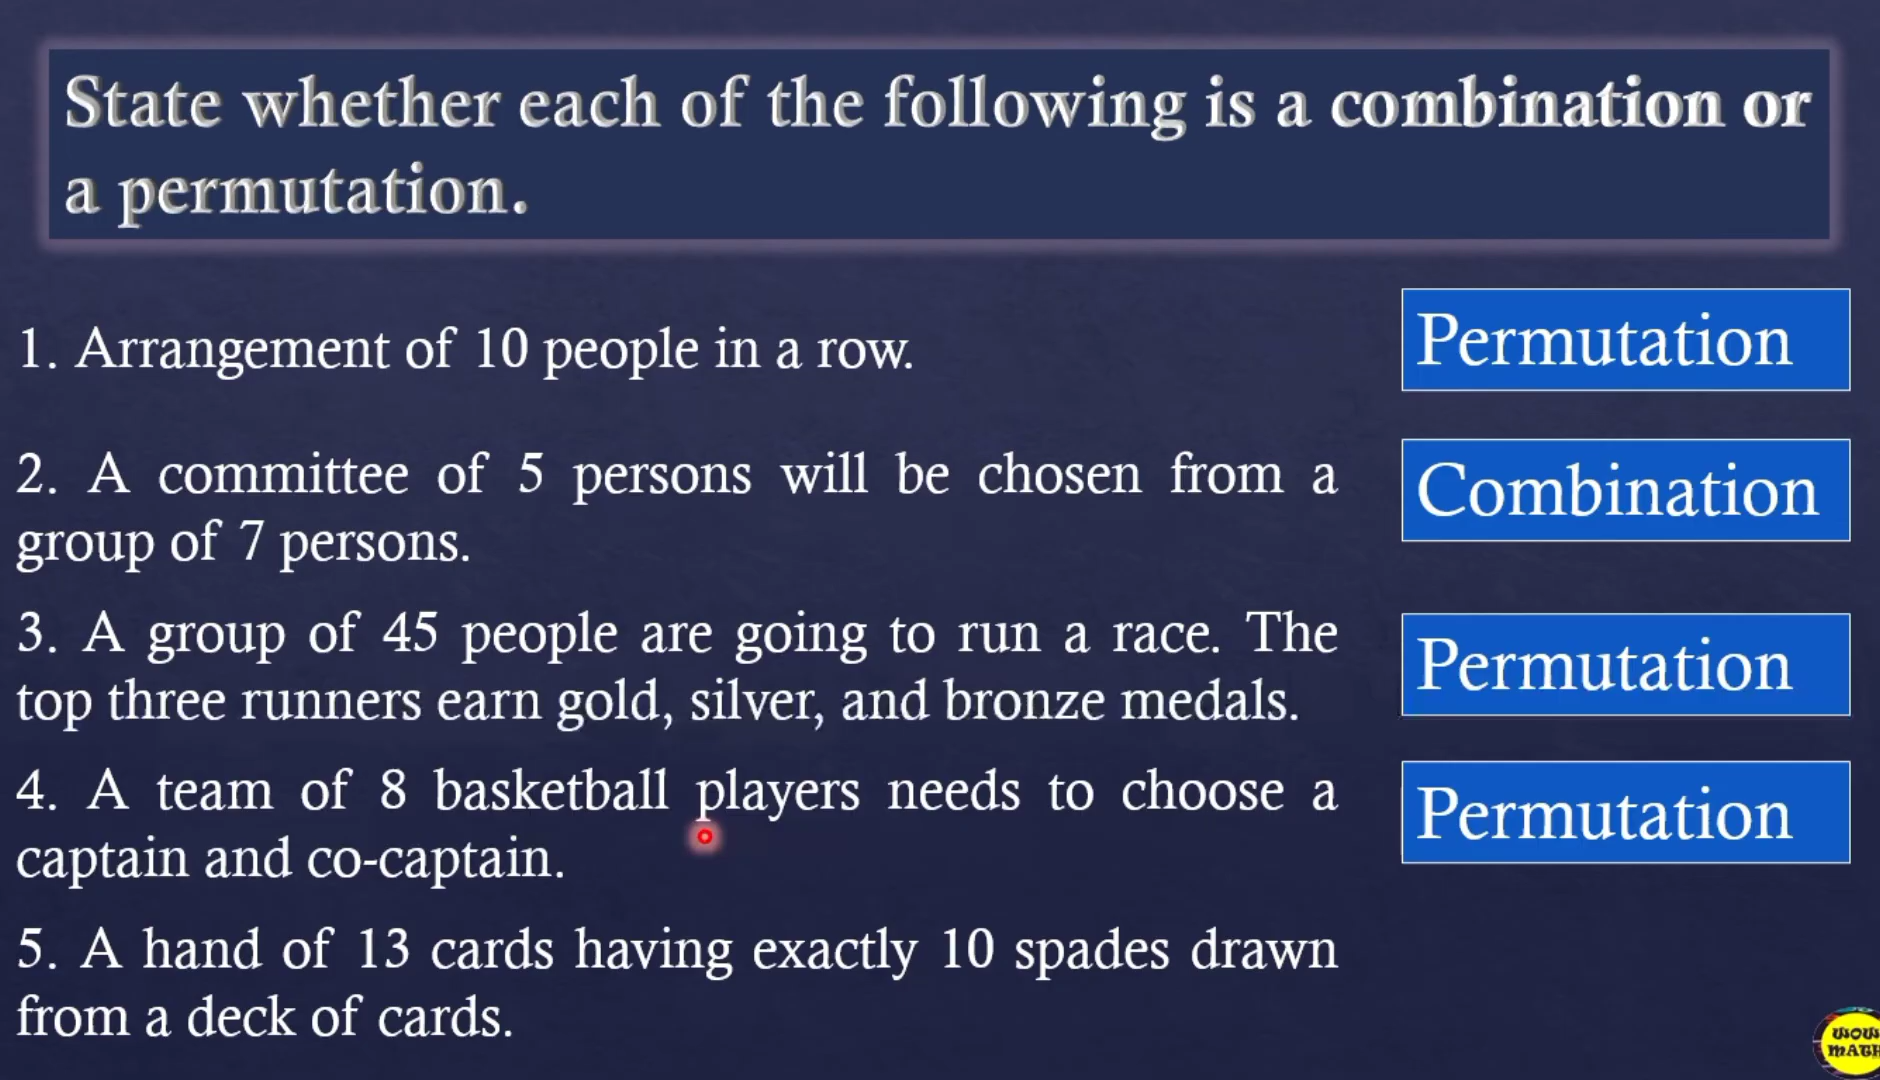 State whether each of the following is a combination or
a permutation.
1. Arrangement of 10 people in a row.
Permutation
2. A committee of 5 persons will be chosen from a
group of 7 persons.
Combination
3. A group of 45 people are going to run a race. The
top three runners earn gold, silver, and bronze medals.
Permutation
4. A team of 8 basketball players needs to choose a
captain and co-captain.
Permutation
5. A hand of 13 cards having exactly 10 spades drawn
from a deck of cards.
WOW
MATH